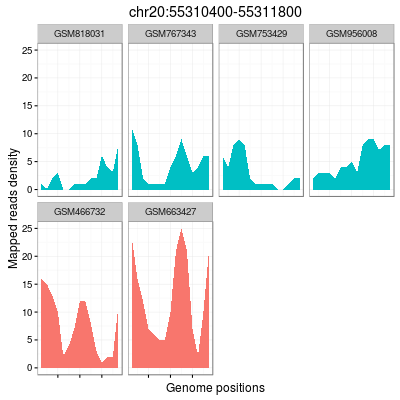 chr20:55310400-55311800
GSM818031 GSM767343 GSM753429 GSM956008
25
20
15
10
5
0
Mapped reads density
GSM466732 GSM663427
25
20
15
10
5
0
Genome positions